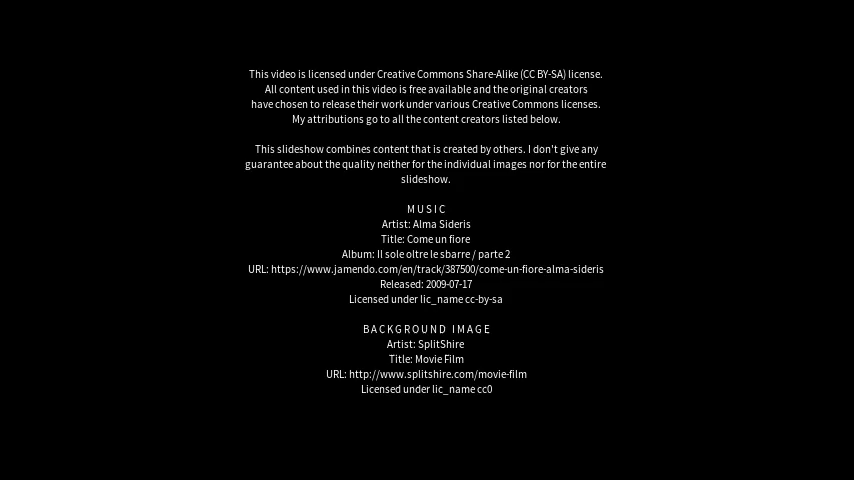 This video is licensed under Creative Commons Share-Alike (CC BY-SA) license.
All content used in this video is free available and the original creators
have chosen to release their work under various Creative Commons licenses.
My attributions go to all the content creators listed below.
This slideshow combines content that is created by others. I don't give any
guarantee about the quality neither for the individual images nor for the entire
slideshow.
MUSIC
Artist: Alma Sideris
Title: Come un fiore
Album: Il sole oltre le sbarre / parte 2
URL: https://www.jamendo.com/en/track/387500/come-un-fiore-alma-sideris
Released: 2009-07-17
Licensed under lic_name cc-by-sa
BACKGROUND IMAGE
Artist: SplitShire
Title: Movie Film
URL: http://www.splitshire.com/movie-film
Licensed under lic_name cc0